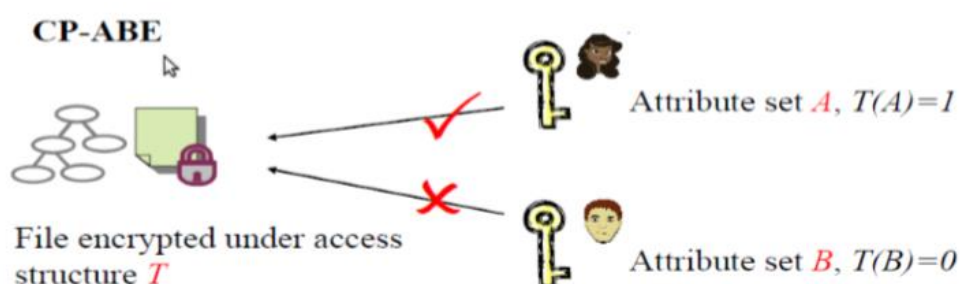 CP-ABE
Attribute set A, T(A)=1
File encrypted under access
structure T
Attribute set B, T(B)=0